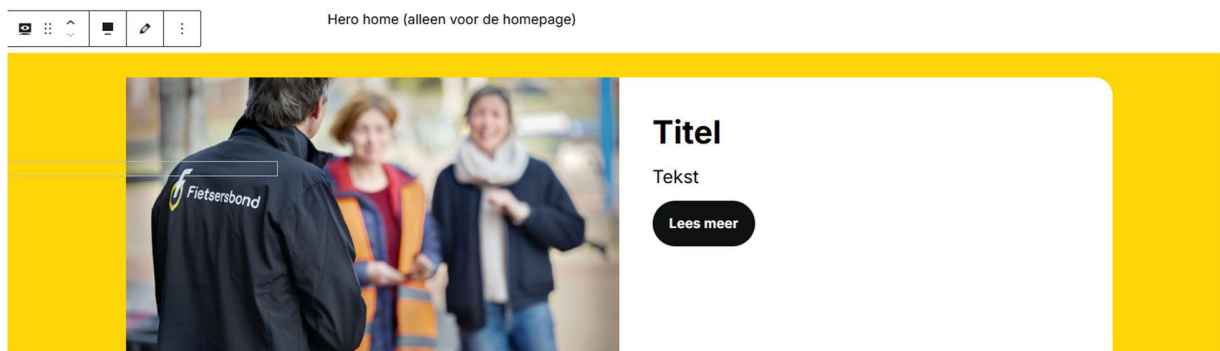 Hero home (alleen voor de homepage)
Fietsersbond
Titel
Tekst
Lees meer